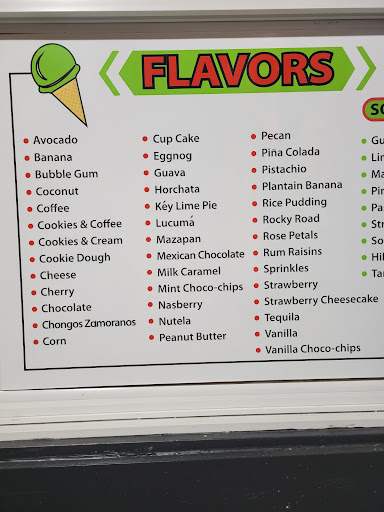 FLAVORS
Avocado
Banana
Bubble Gum
Coconut
Coffee
Cookies & Coffee
Cookies & Cream
Cookie Dough
Cheese
Cherry
Chocolate
Chongos Zamoranos
Corn
Cup Cake
Eggnog
Guava
Horchata
Kéy Lime Pie
Lucumá
Mazapan
Mexican Chocolate
Milk Caramel
Mint Choco-chips
Nasberry
Nutela
Peanut Butter
Pecan
Piña Colada
Pistachio
Plantain Banana
Rice Pudding
Rocky Road
Rose Petals
Rum Raisins
Sprinkles
Strawberry
Strawberry Cheesecake
Tequila
Vanilla
Vanilla Choco-chips